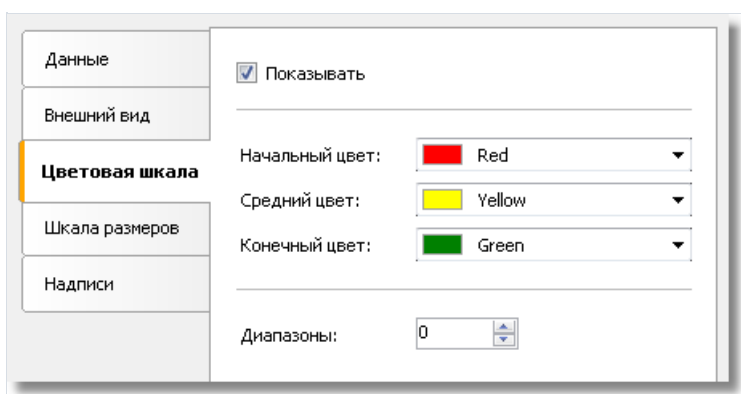 Данные
Внешний вид
Цветовая шкала
Шкала размеров
Надписи
Показывать
Начальный цвет: Red
Средний цвет: Yellow
Конечный цвет: Green
Диапазоны: 0